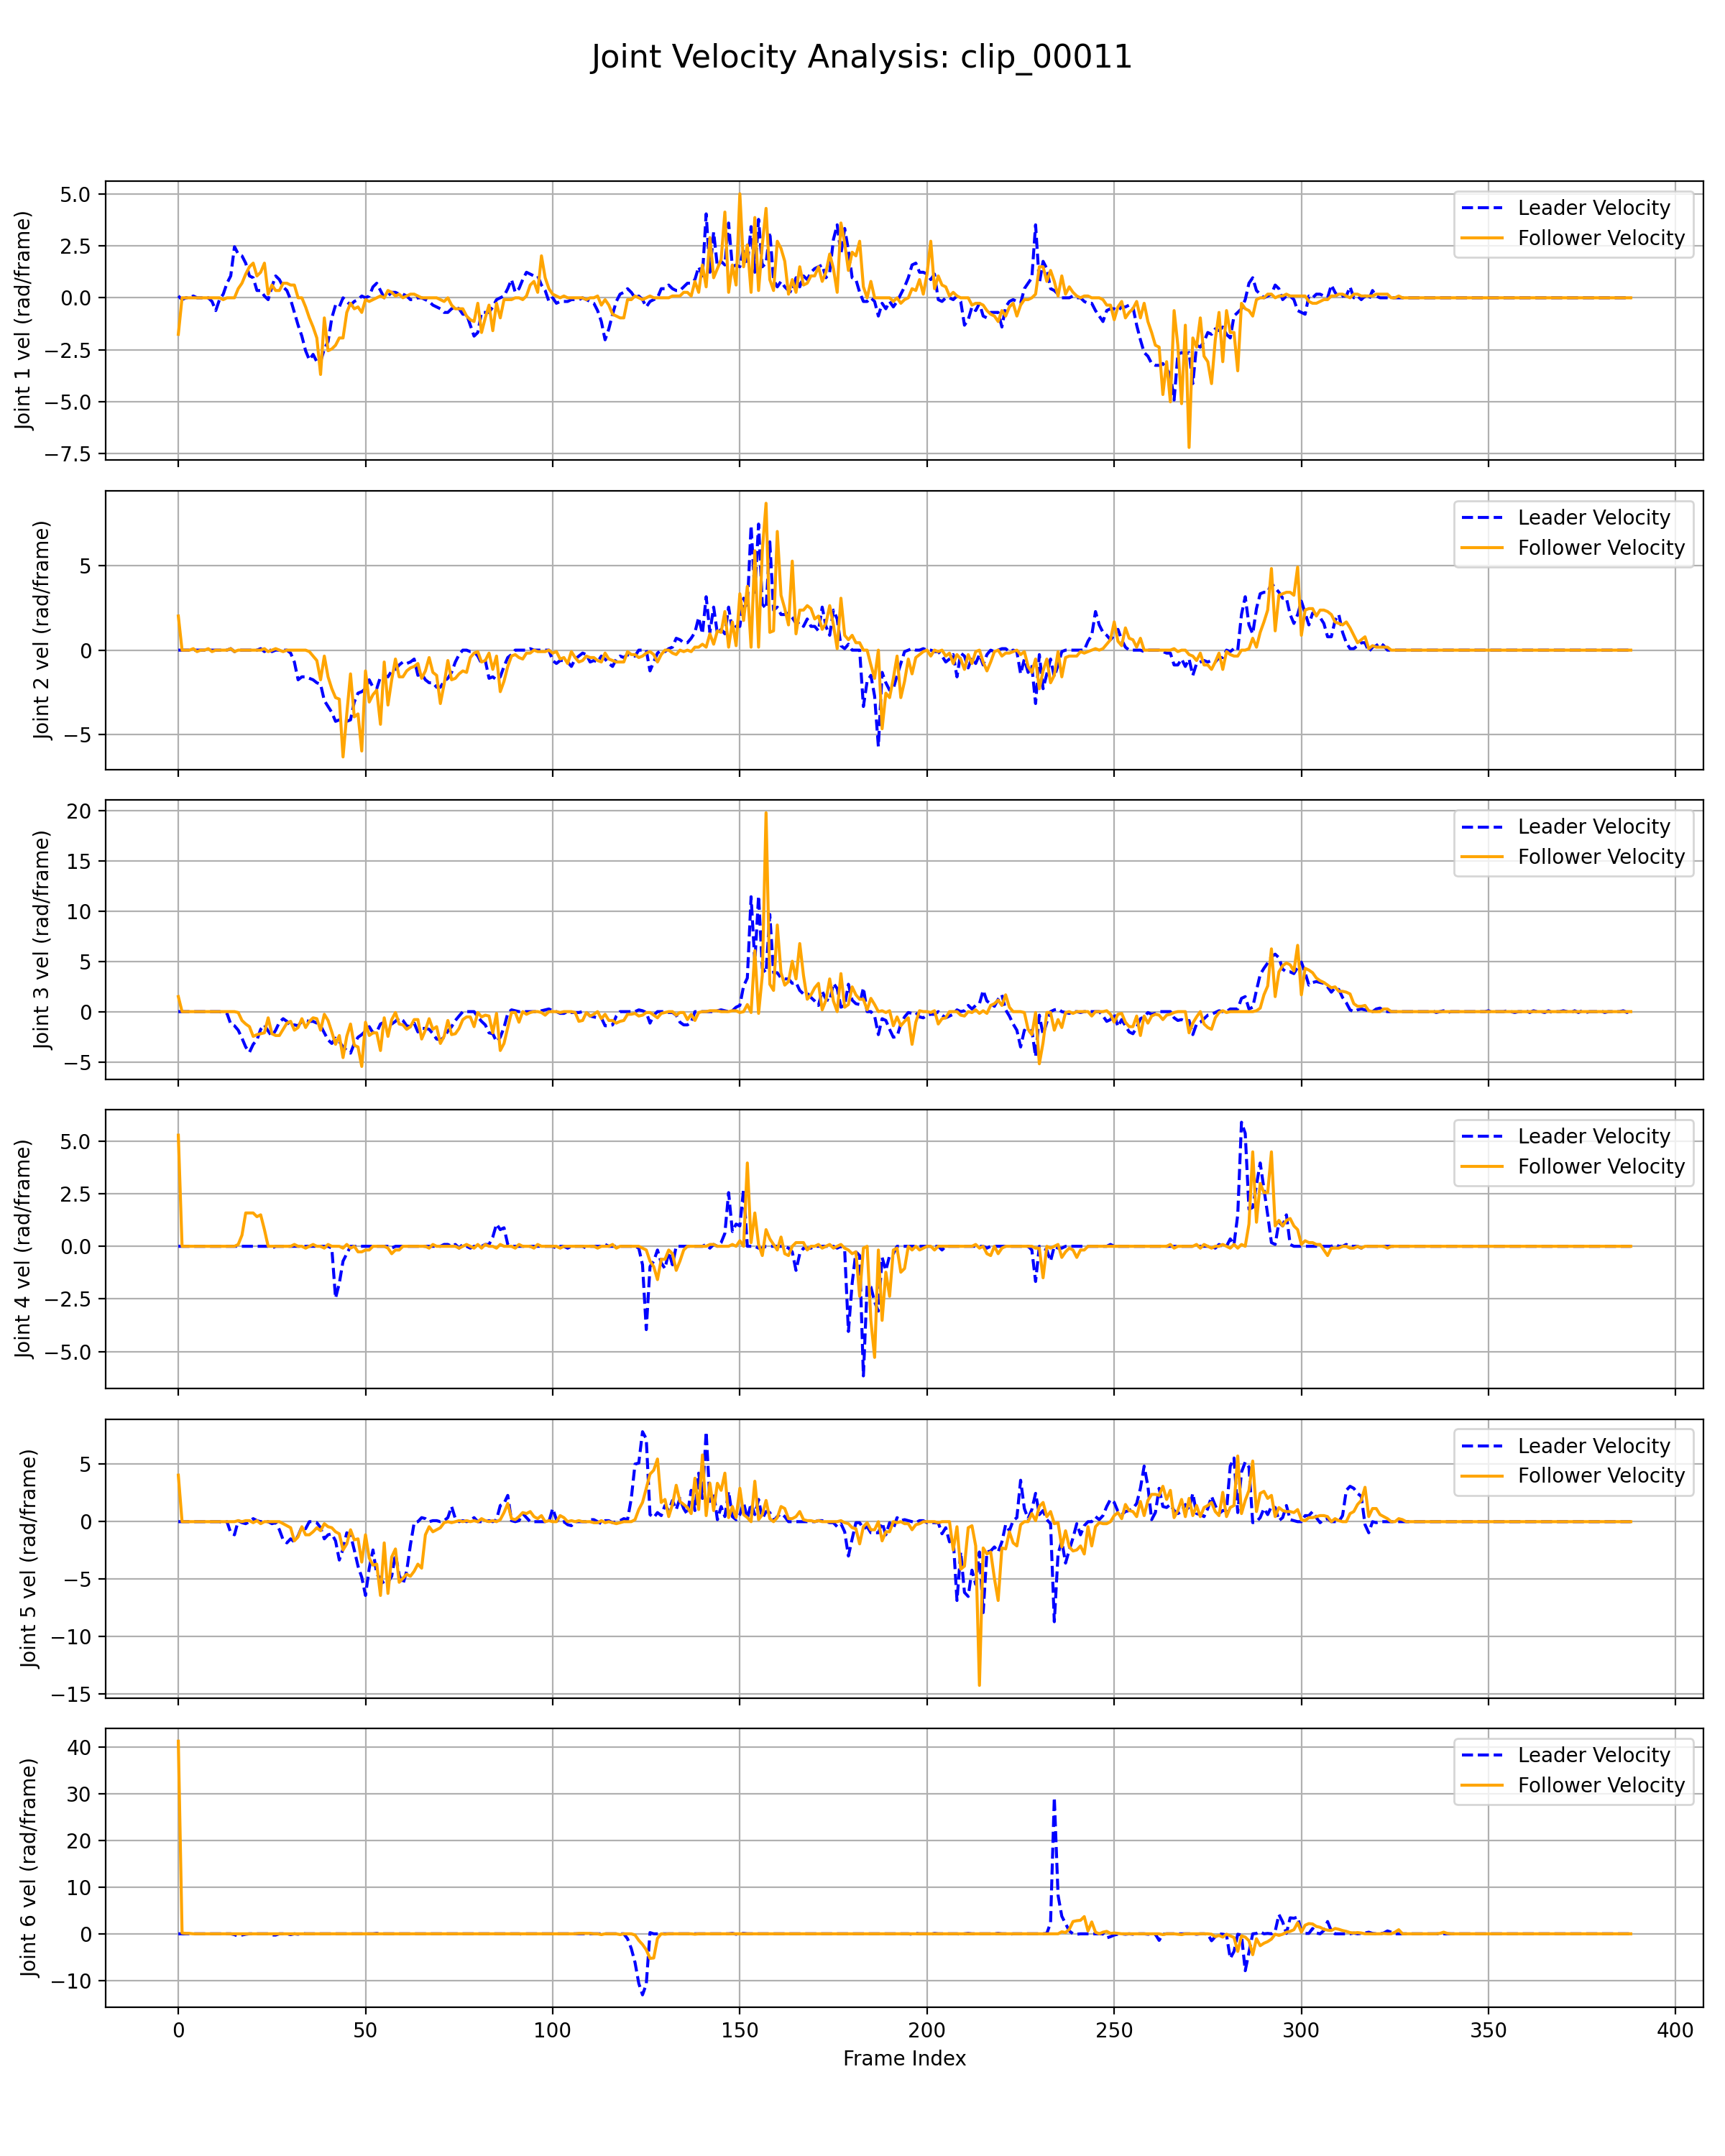 Joint Velocity Analysis: clip_00011
5.0
2.5
0.0
−2.5
−5.0
−7.5
Joint 1 vel (rad/frame)
Leader Velocity
Follower Velocity
5
0
−5
Joint 2 vel (rad/frame)
Leader Velocity
Follower Velocity
20
15
10
5
0
−5
Joint 3 vel (rad/frame)
Leader Velocity
Follower Velocity
5.0
2.5
0.0
−2.5
−5.0
Joint 4 vel (rad/frame)
Leader Velocity
Follower Velocity
5
0
−5
−10
−15
Joint 5 vel (rad/frame)
Leader Velocity
Follower Velocity
40
30
20
10
0
−10
Joint 6 vel (rad/frame)
Leader Velocity
Follower Velocity
0 50 100 150 200 250 300 350 400
Frame Index